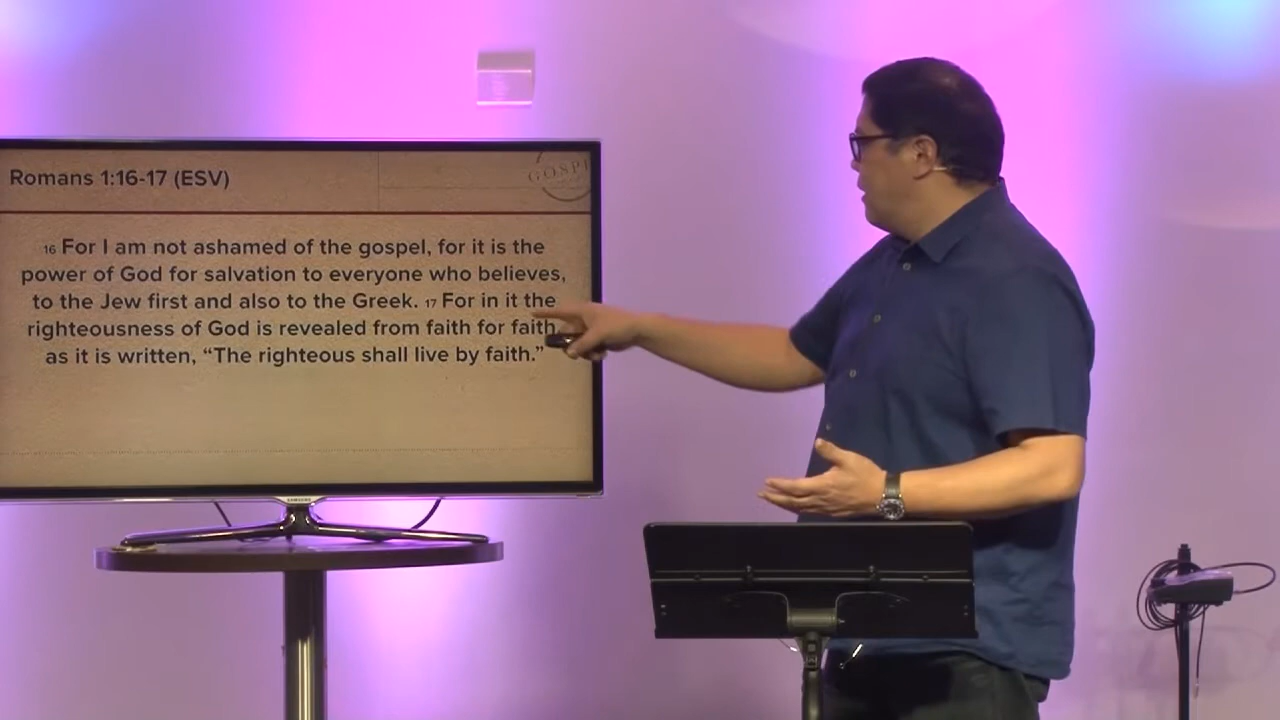 Romans 1:16-17 (ESV)
GOSP
16 For I am not ashamed of the gospel, for it is the
power of God for salvation to everyone who believes,
to the Jew first and also to the Greek. 17 For in it the
righteousness of God is revealed from faith for faith,
as it is written, “The righteous shall live by faith.”
SAMSUNG